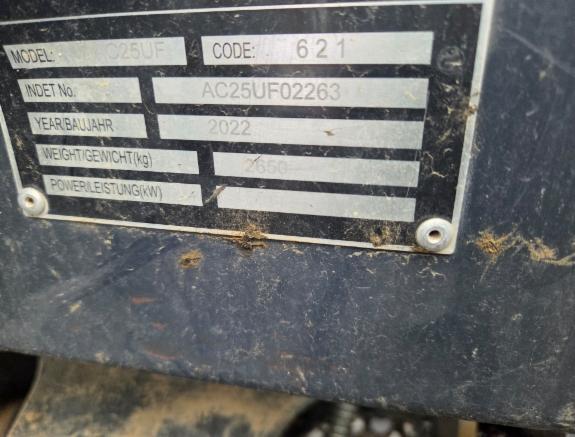 MODEL: C25UF CODE: 621
INDET No. AC25UF02263
YEAR/BAUJAHR 2022
WEIGHT/GEWICHT(kg) 2650
POWER/LEISTUNG(kW)